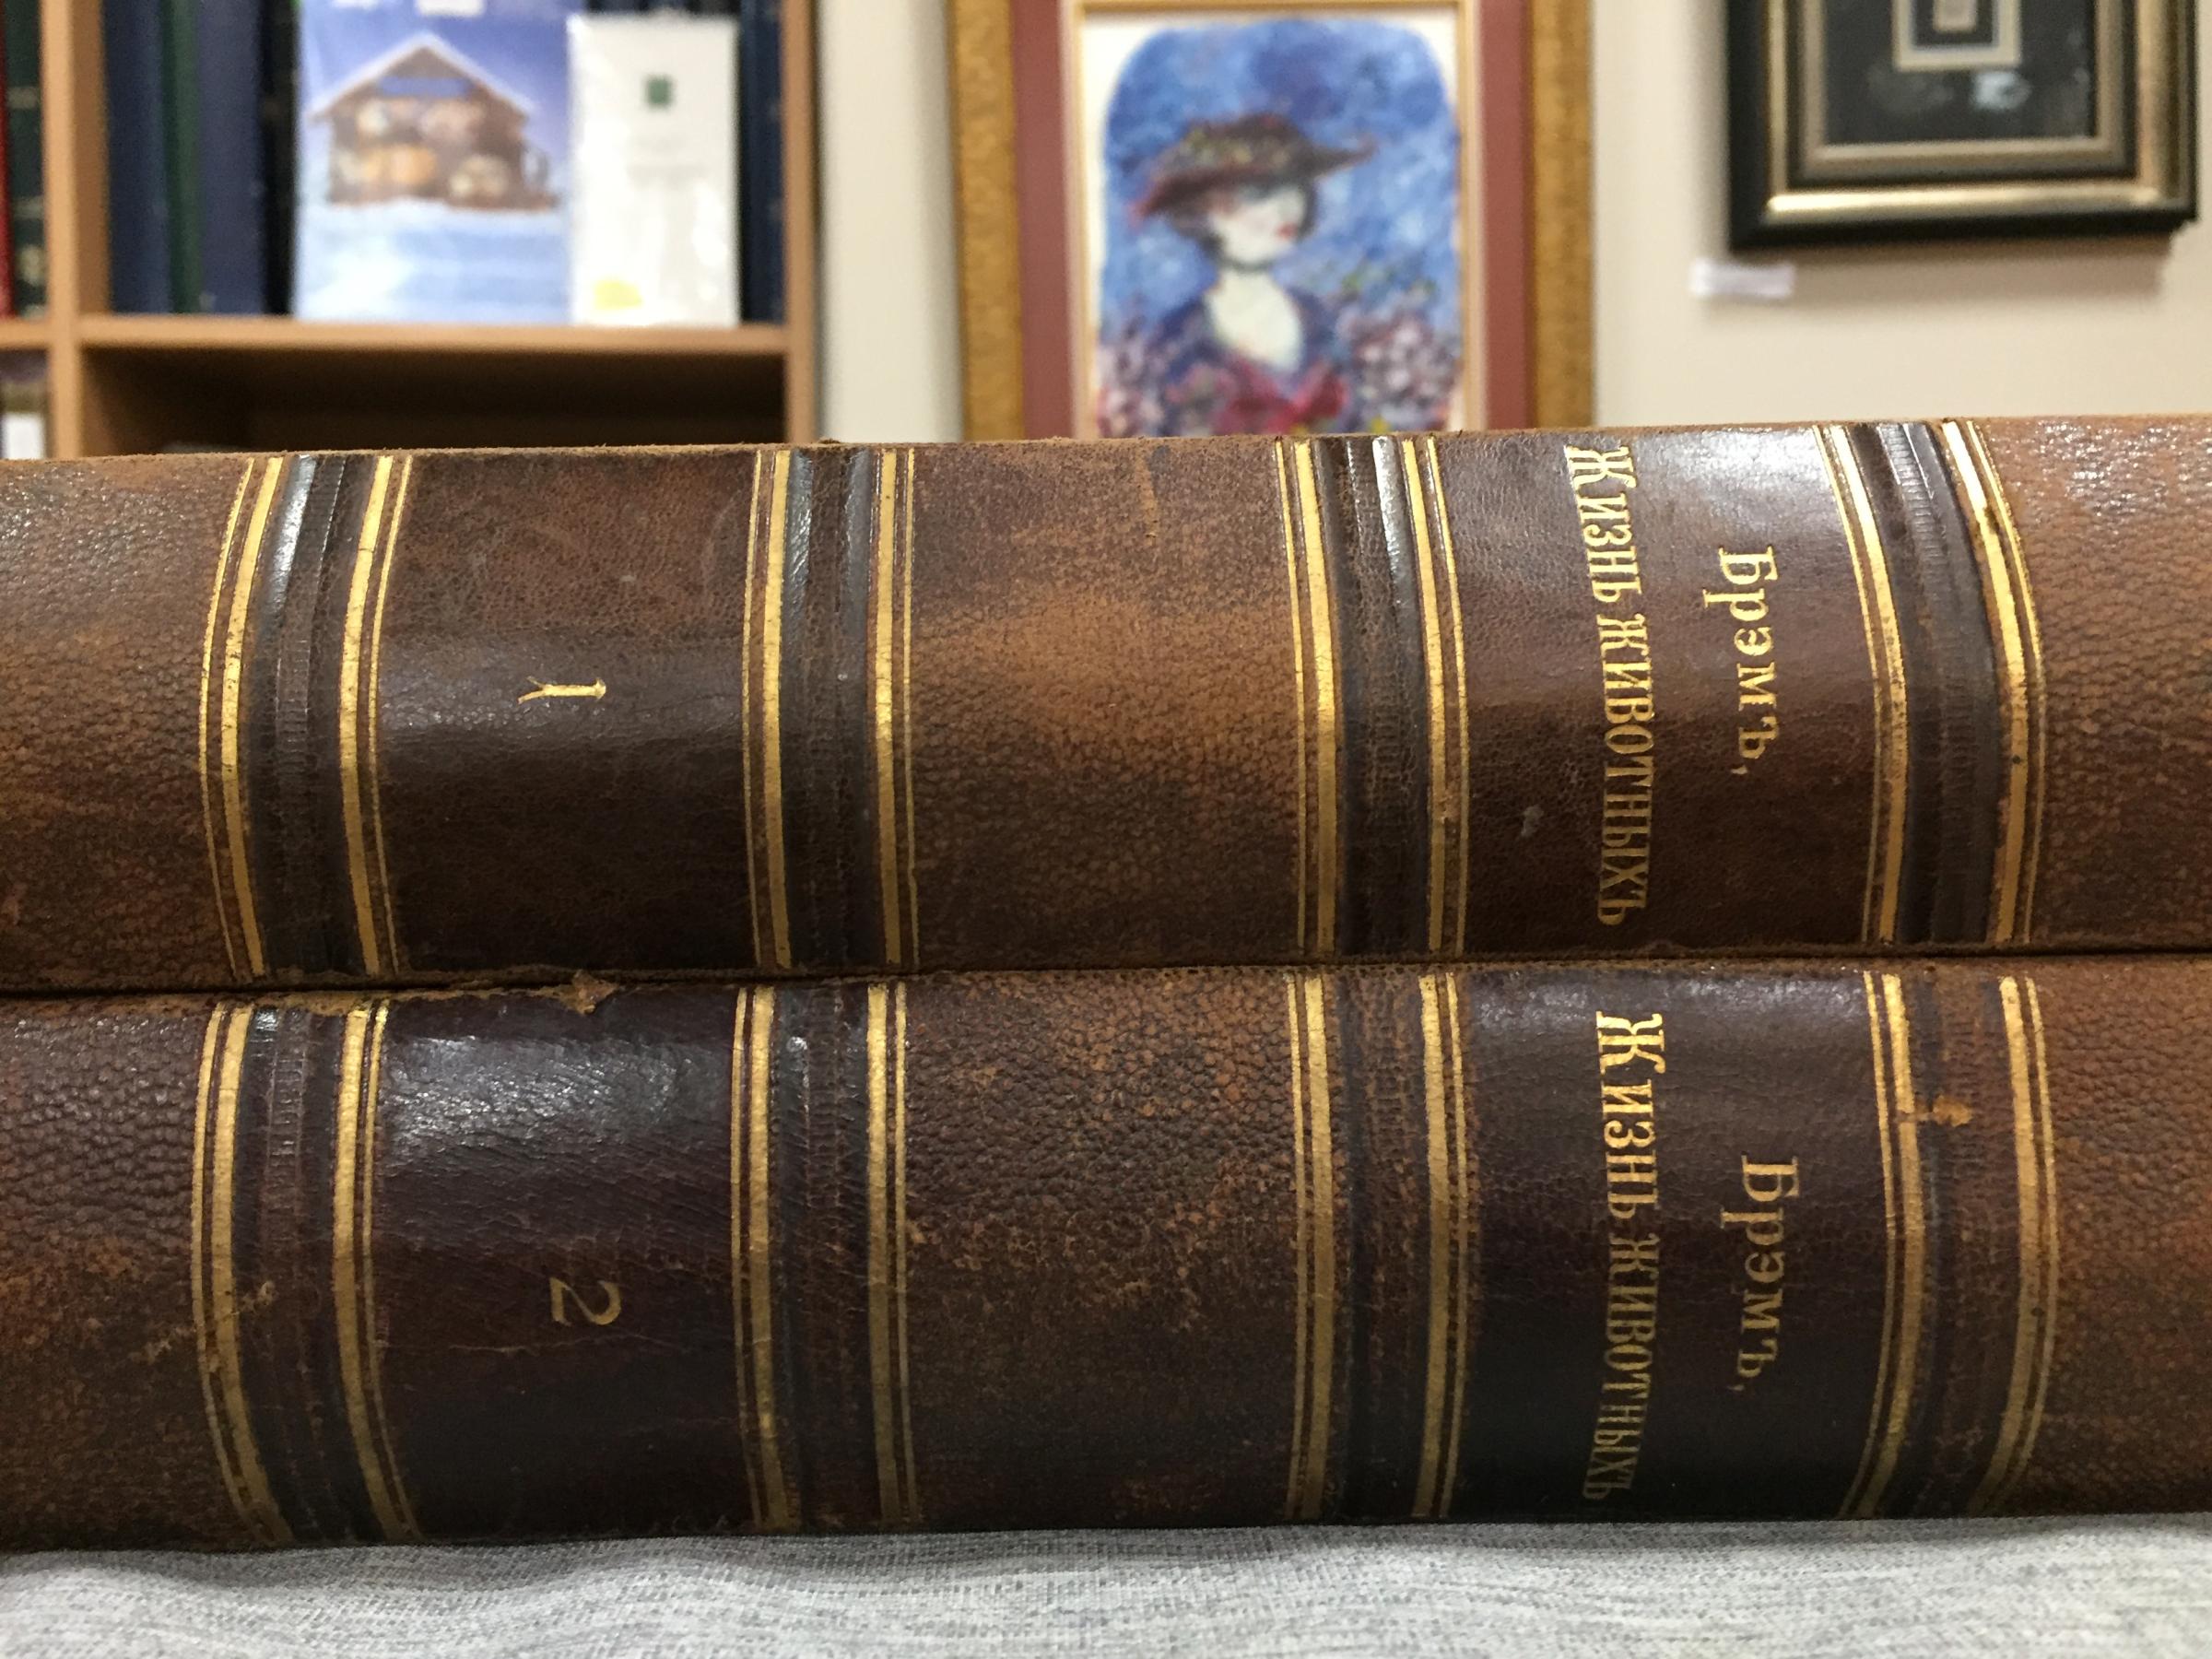 Брэмъ,
Жизнь животныхъ
1
Брэмъ,
Жизнь животныхъ
2